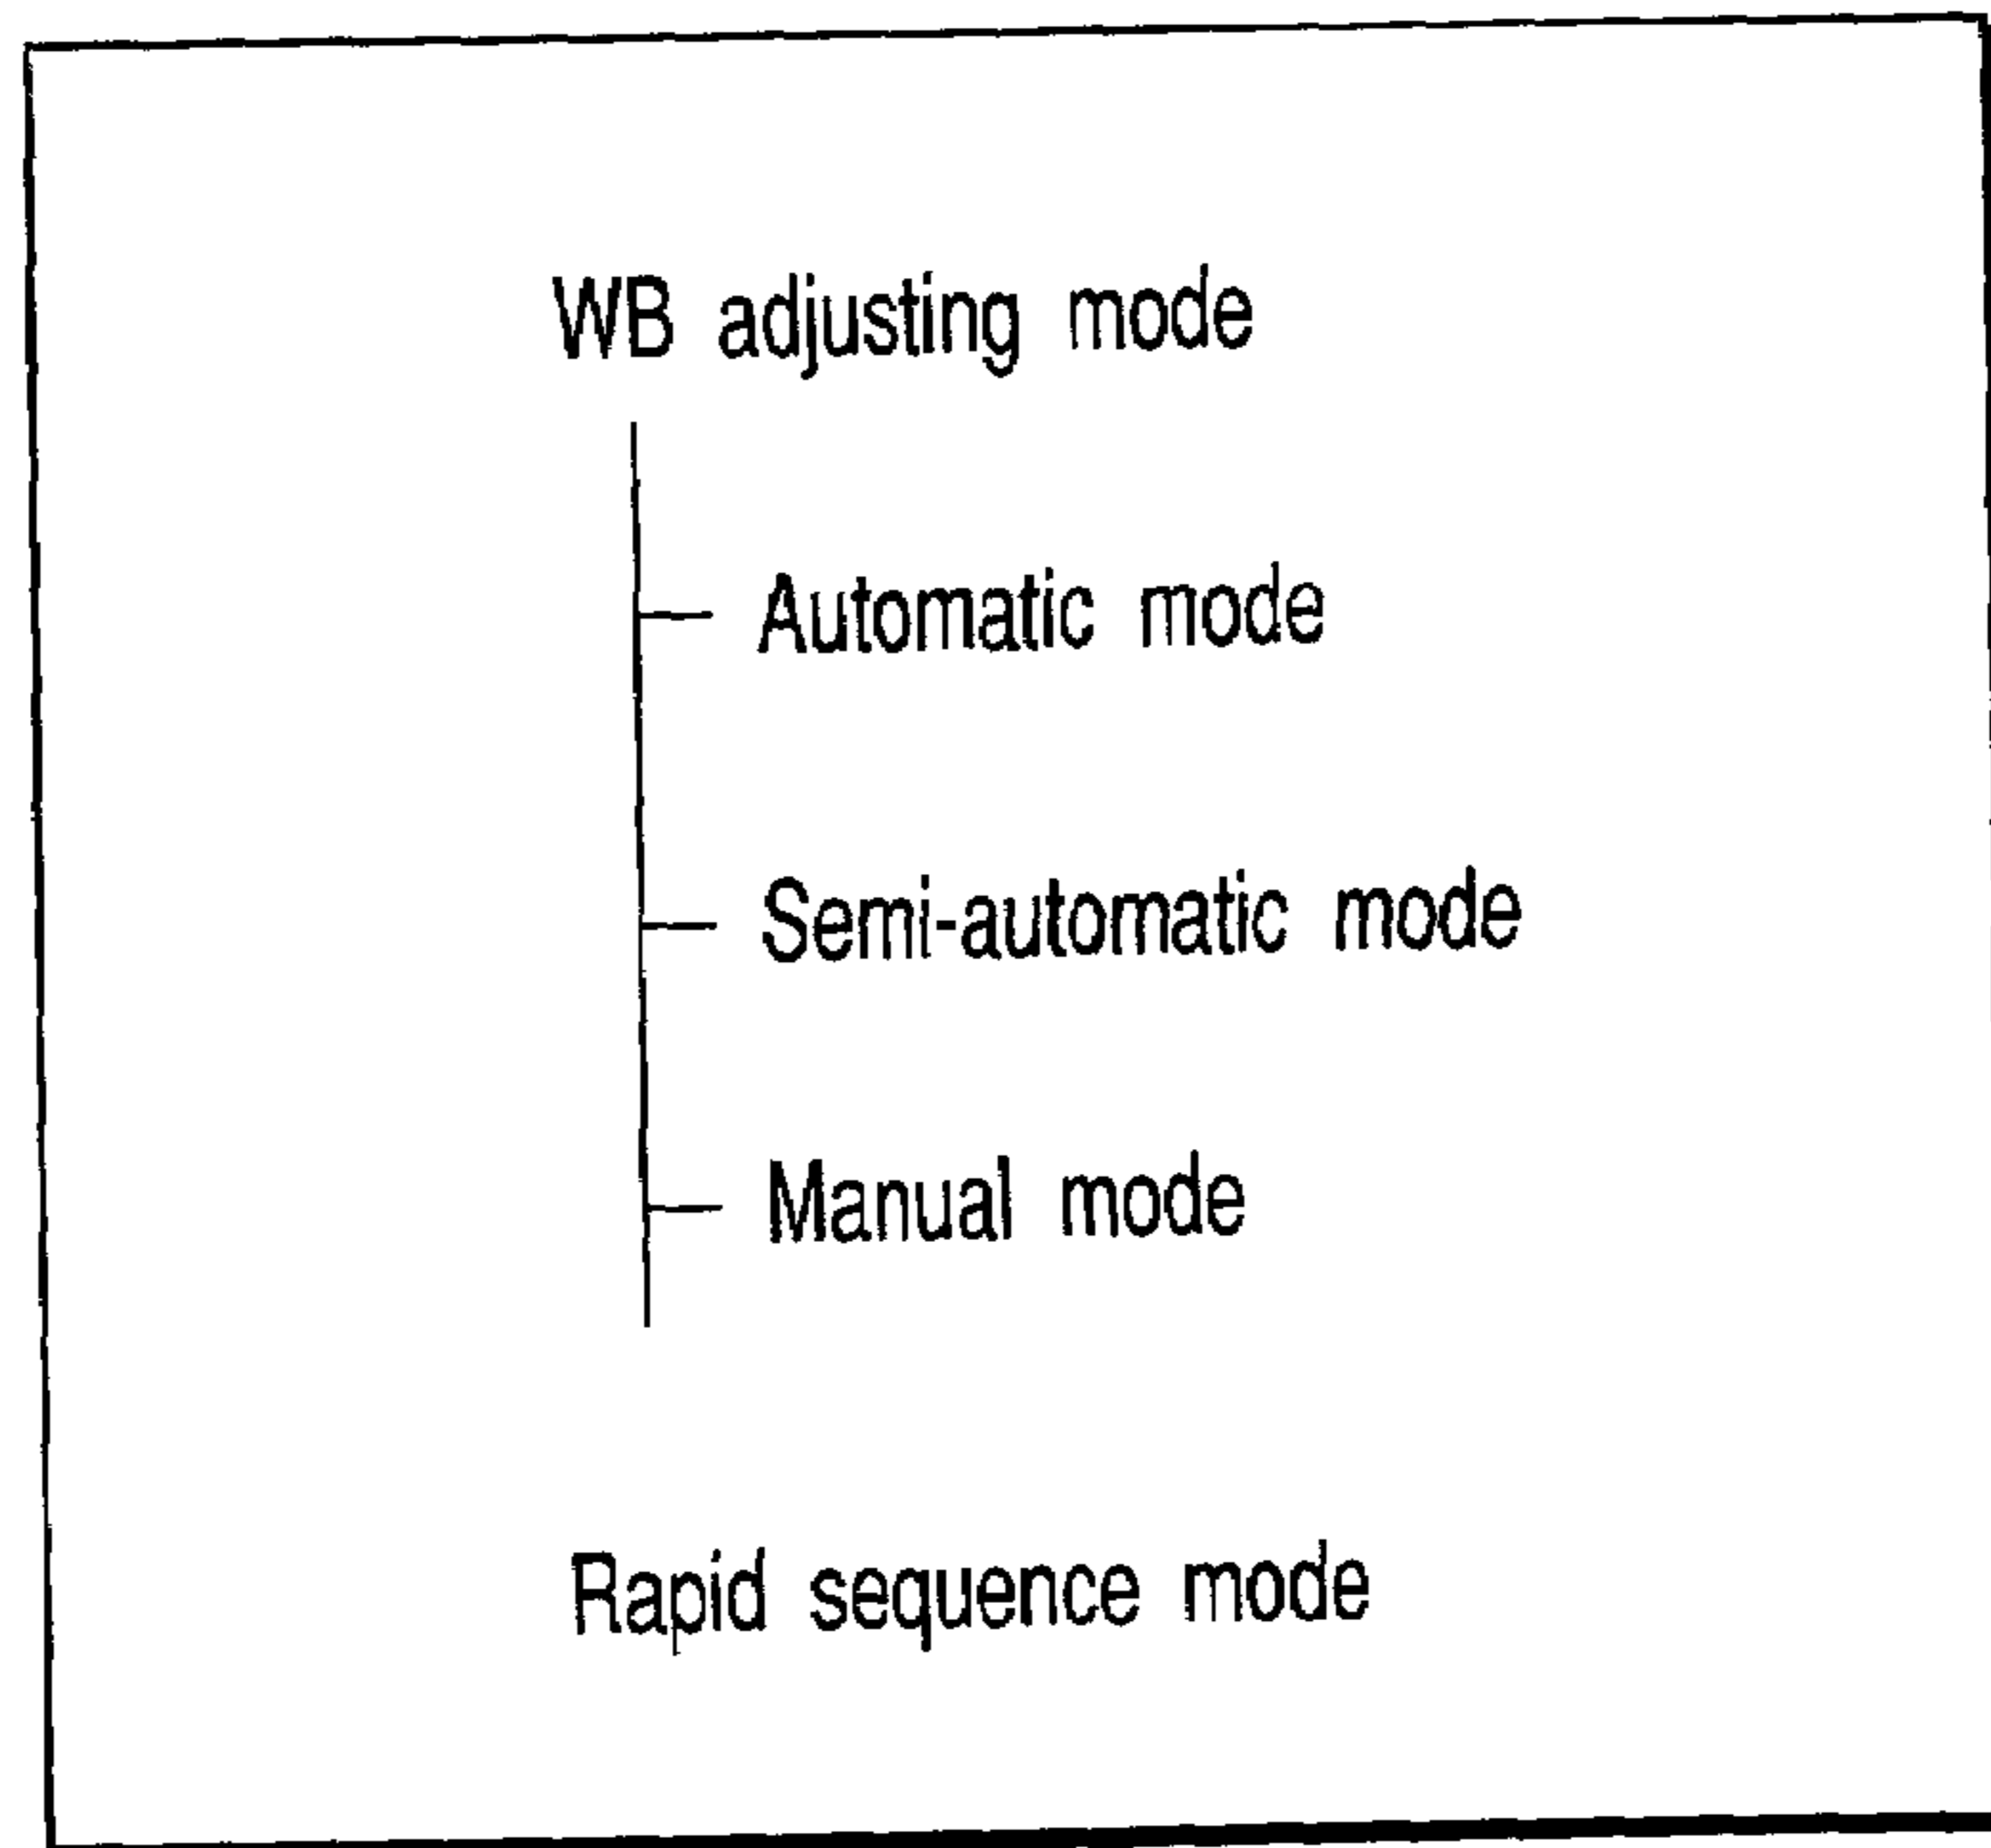 WB adjusting mode
Automatic mode
Semi-automatic mode
Manual mode
Rapid sequence mode